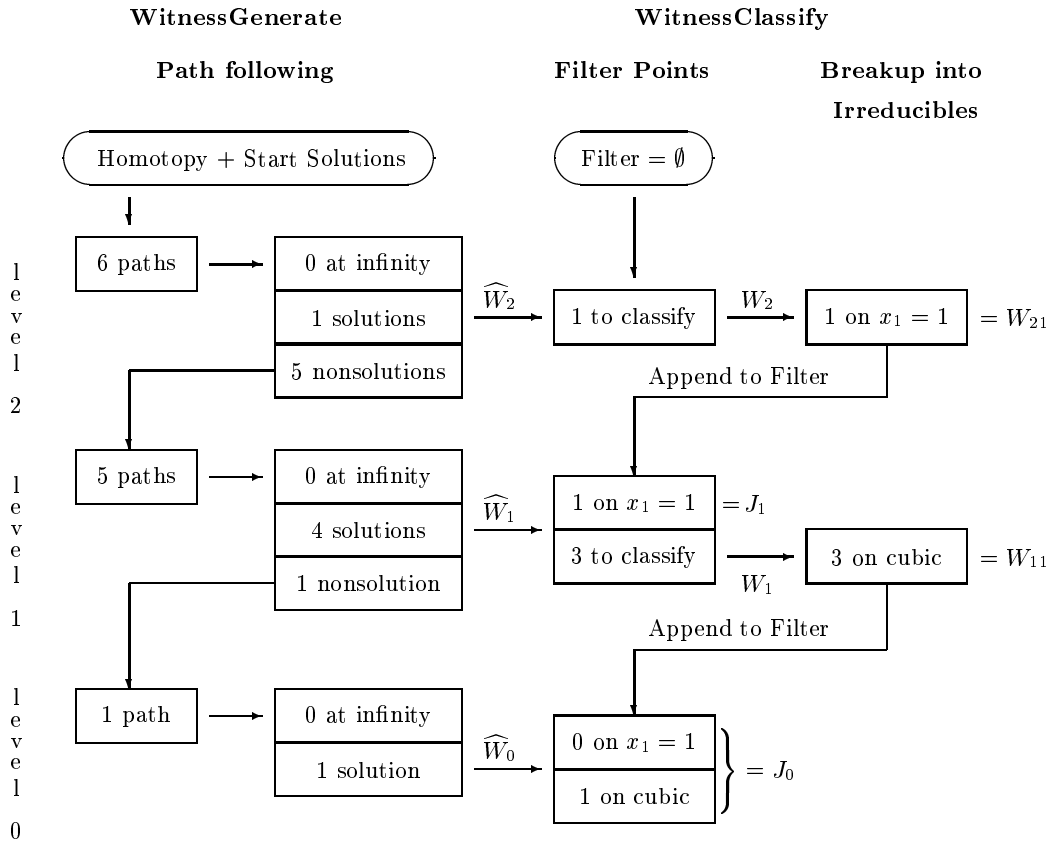 WitnessGenerate
WitnessClassify
Path following
Filter Points
Breakup into
Irreducibles
Homotopy + Start Solutions
Filter = ∅
level 2
6 paths
0 at infinity
1 solutions
5 nonsolutions
Ŵ₂
1 to classify
W₂
1 on x₁ = 1
= W₂₁
Append to Filter
level 1
5 paths
0 at infinity
4 solutions
1 nonsolution
Ŵ₁
1 on x₁ = 1
= J₁
3 to classify
W₁
3 on cubic
= W₁₁
Append to Filter
level 0
1 path
0 at infinity
1 solution
Ŵ₀
0 on x₁ = 1
1 on cubic
= J₀